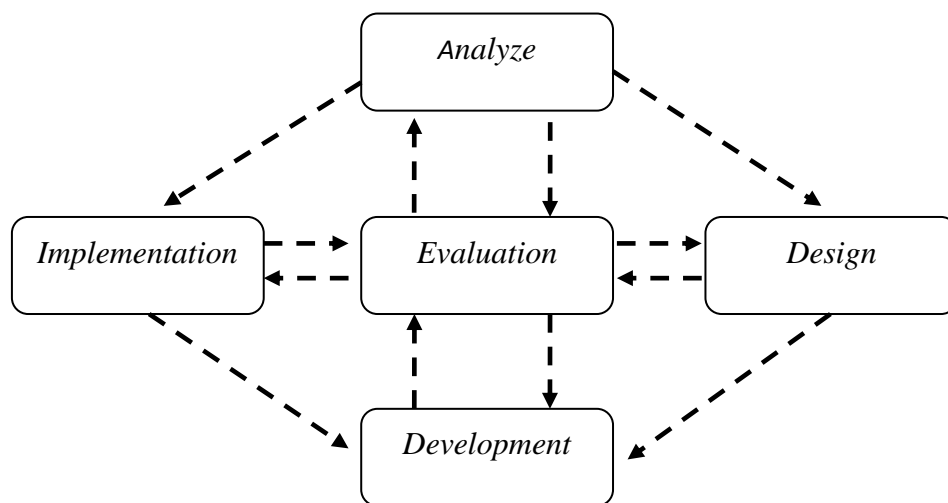 Analyze
Implementation
Evaluation
Design
Development